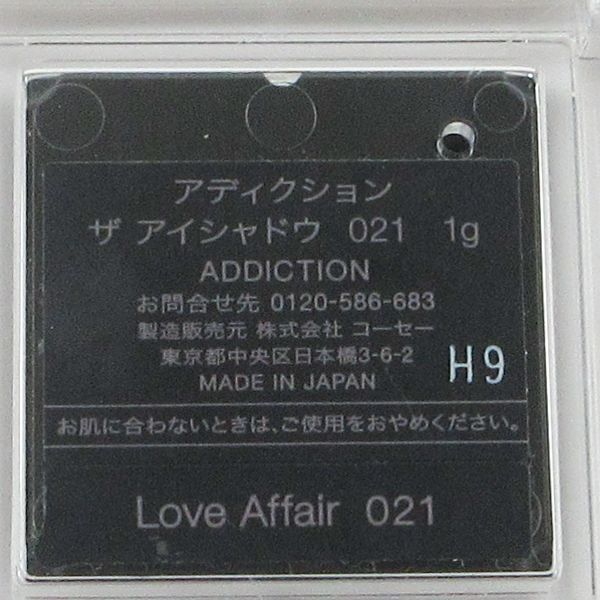 アディクション
ザ アイシャドウ 021 1g
ADDICTION
お問合せ先 0120-586-683
製造販売元 株式会社 コーセー
東京都中央区日本橋3-6-2
MADE IN JAPAN
H9
お肌に合わないときは、ご使用をおやめください。
Love Affair 021